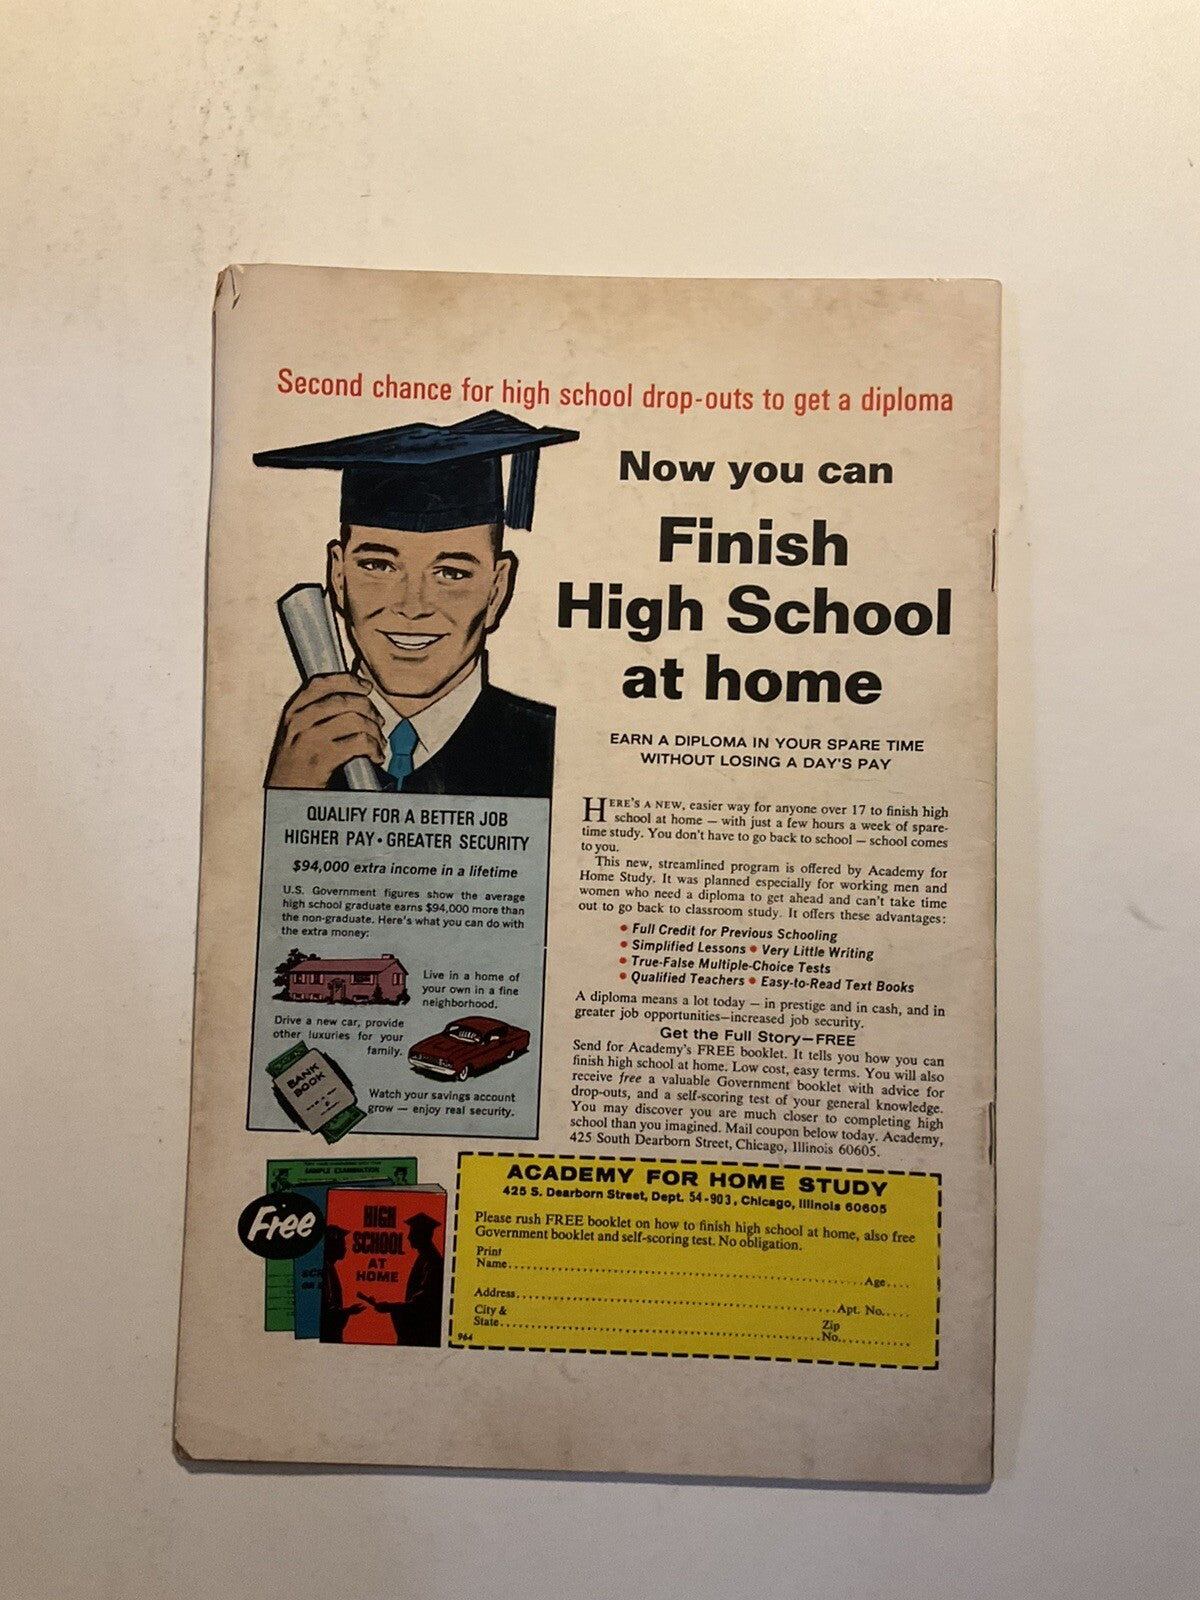 Second chance for high school drop-outs to get a diploma
Now you can
Finish
High School
at home
EARN A DIPLOMA IN YOUR SPARE TIME
WITHOUT LOSING A DAY'S PAY
QUALIFY FOR A BETTER JOB
HIGHER PAY • GREATER SECURITY
$94,000 extra income in a lifetime
U.S. Government figures show the average
high school graduate earns $94,000 more than
the non-graduate. Here's what you can do with
the extra money:
Live in a home of
your own in a fine
neighborhood.
Drive a new car, provide
other luxuries for your
family.
BANK
BOOK
Watch your savings account
grow — enjoy real security.
HERE'S A NEW, easier way for anyone over 17 to finish high
school at home — with just a few hours a week of spare-
time study. You don't have to go back to school — school comes
to you.
This new, streamlined program is offered by Academy for
Home Study. It was planned especially for working men and
women who need a diploma to get ahead and can't take time
out to go back to classroom study. It offers these advantages:
• Full Credit for Previous Schooling
• Simplified Lessons • Very Little Writing
• True-False Multiple-Choice Tests
• Qualified Teachers • Easy-to-Read Text Books
A diploma means a lot today — in prestige and in cash, and in
greater job opportunities—increased job security.
Get the Full Story—FREE
Send for Academy's FREE booklet. It tells you how you can
finish high school at home. Low cost, easy terms. You will also
receive free a valuable Government booklet with advice for
drop-outs, and a self-scoring test of your general knowledge.
You may discover you are much closer to completing high
school than you imagined. Mail coupon below today. Academy,
425 South Dearborn Street, Chicago, Illinois 60605.
SAMPLE EXAMINATION
Free
HIGH
SCHOOL
AT
HOME
ACADEMY FOR HOME STUDY
425 S. Dearborn Street, Dept. 54-903, Chicago, Illinois 60605
Please rush FREE booklet on how to finish high school at home, also free
Government booklet and self-scoring test. No obligation.
Print
Name.................Age....
Address.................Apt. No.....
City &
State.................Zip No...........
964